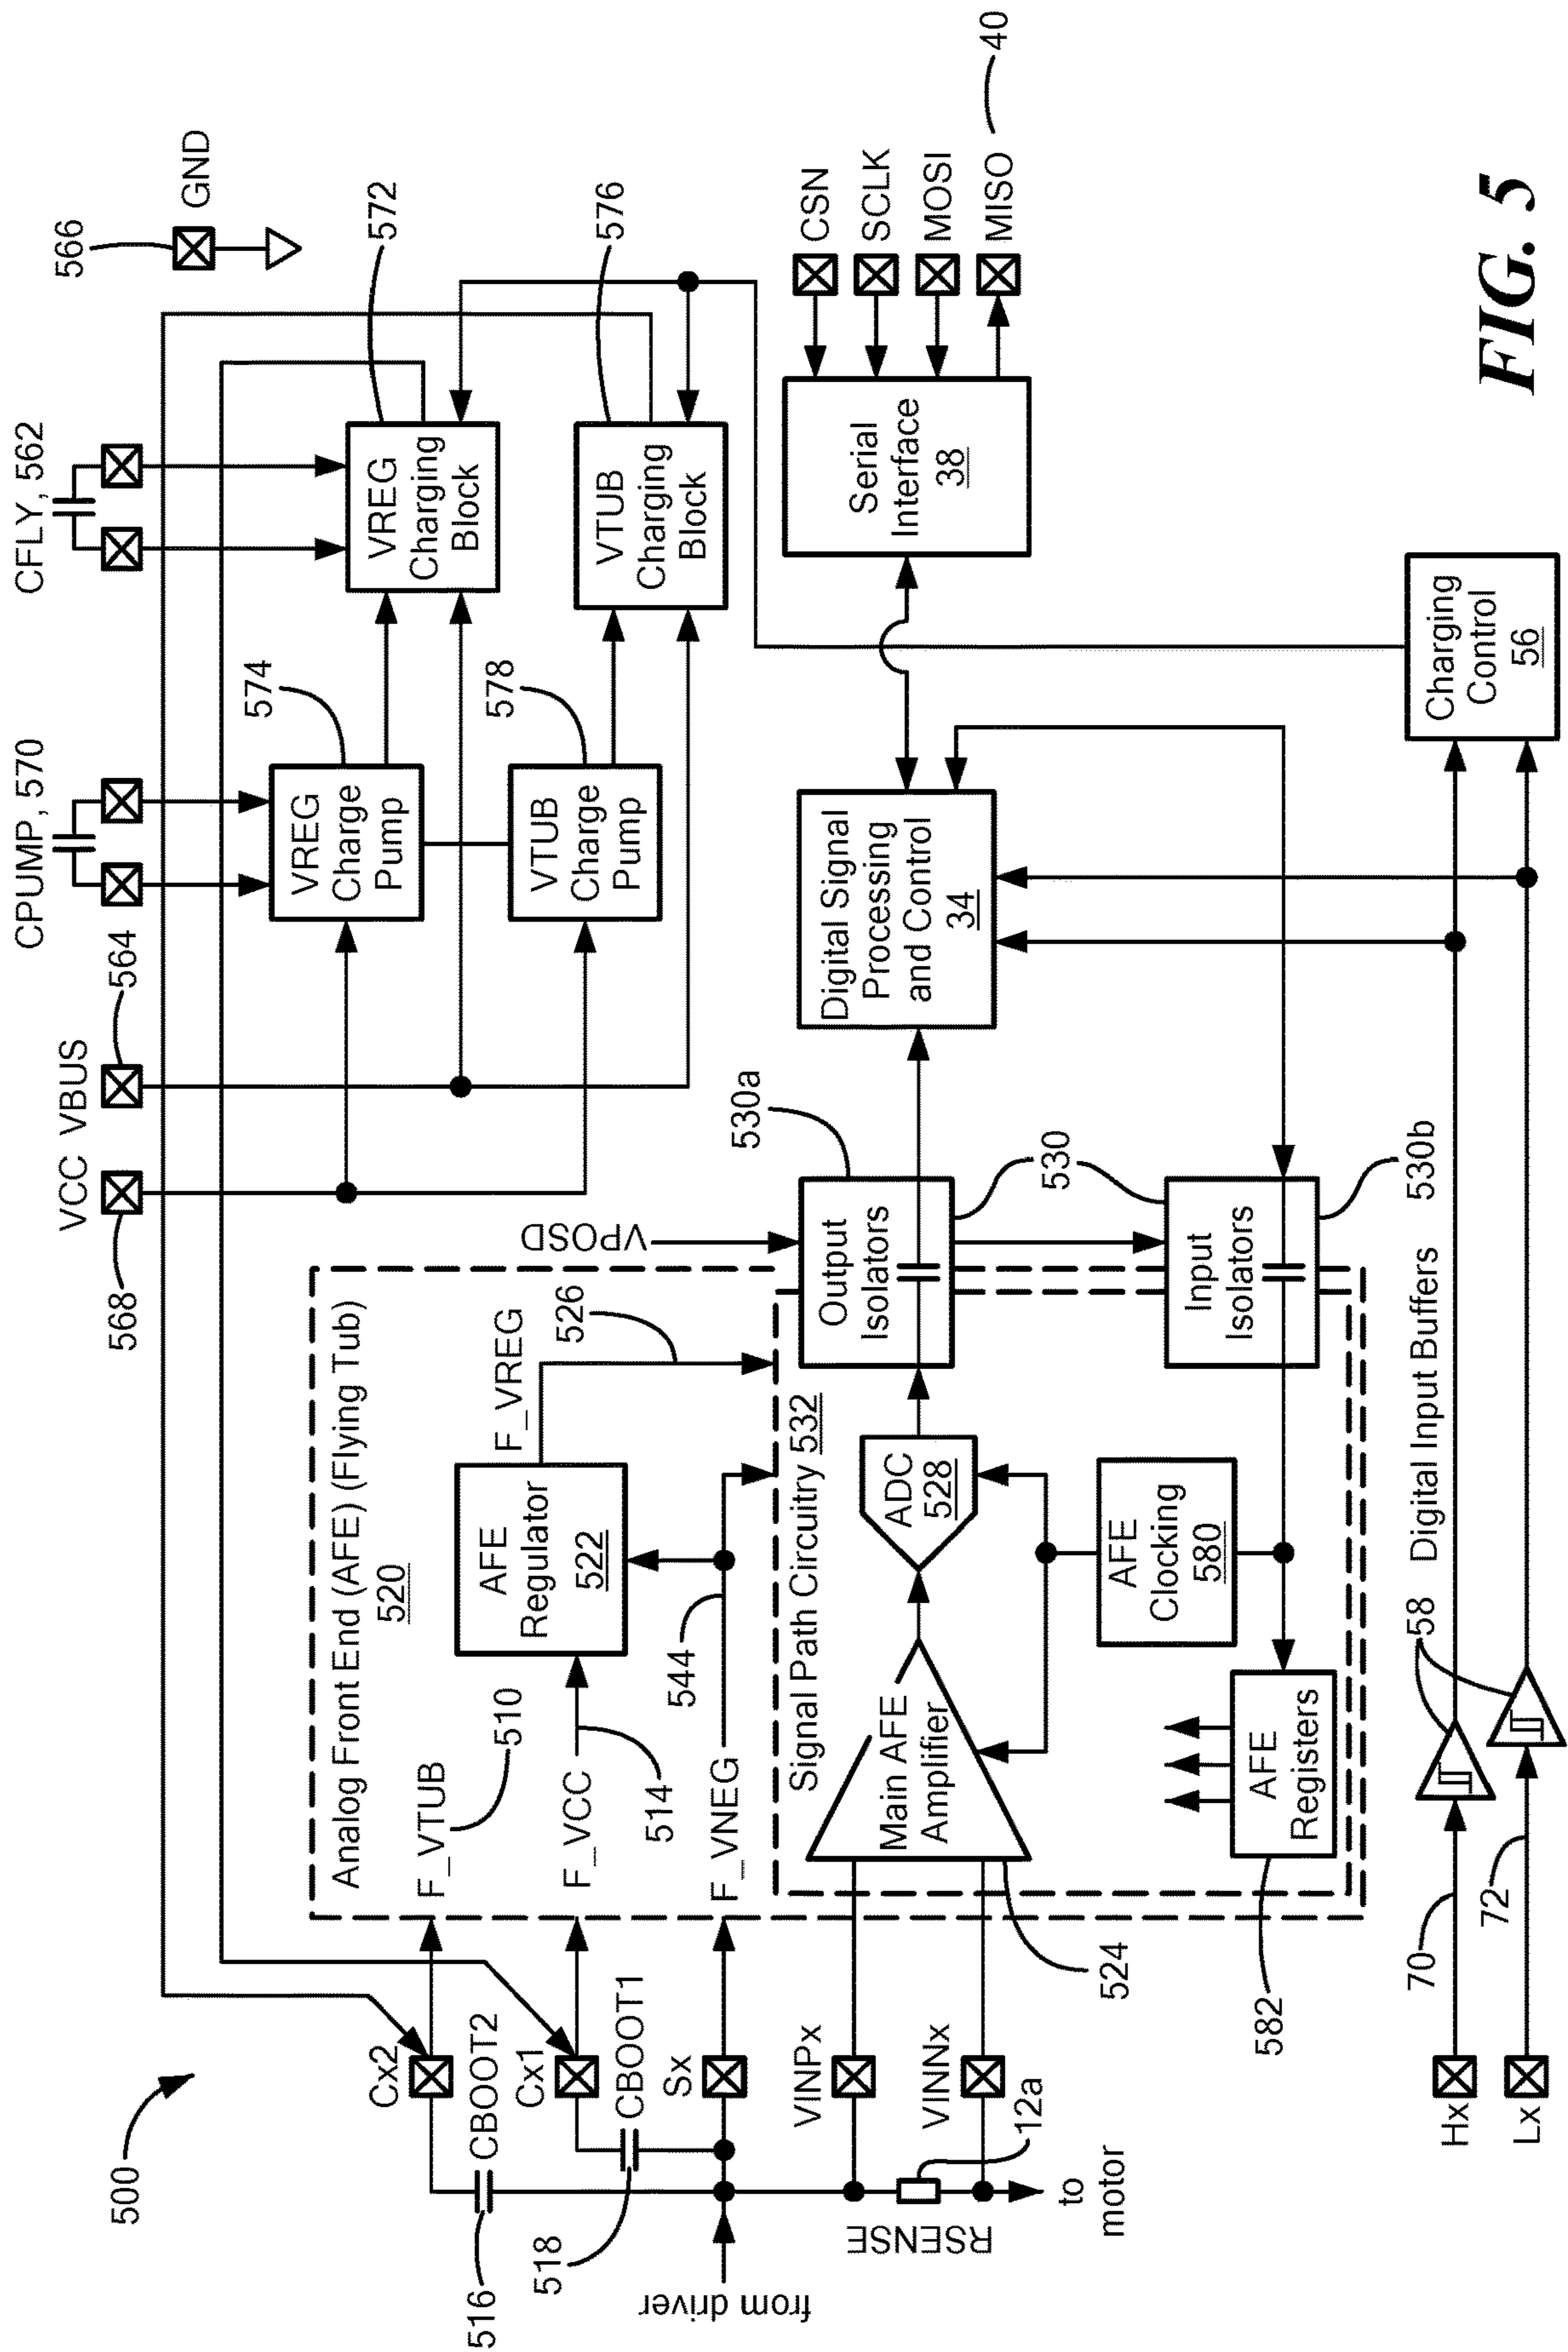 500
568
VCC
VBUS
564
CPUMP, 570
CFLY, 562
566
GND
574
572
VREG
Charge
Pump
VREG
Charging
Block
578
576
VTUB
Charge
Pump
VTUB
Charging
Block
Cx2
516
CBOOT2
Cx1
518
CBOOT1
Sx
from driver
VINPx
VINNx
RSENSE
12a
to
motor
Analog Front End (AFE) (Flying Tub)
520
F_VTUB
510
F_VCC
514
F_VNEG
544
AFE
Regulator
522
F_VREG
526
VPOSD
Signal Path Circuitry 532
Main AFE
Amplifier
524
ADC
528
Output
Isolators
530a
530
Input
Isolators
530b
AFE
Clocking
580
AFE
Registers
582
Digital Signal
Processing
and Control
34
Serial
Interface
38
CSN
SCLK
MOSI
MISO
40
Hx
70
Lx
72
58
Digital Input Buffers
Charging
Control
56
FIG. 5